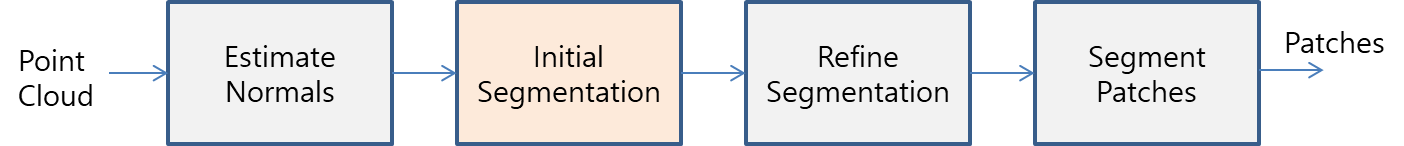 Point
Cloud
Estimate
Normals
Initial
Segmentation
Refine
Segmentation
Segment
Patches
Patches